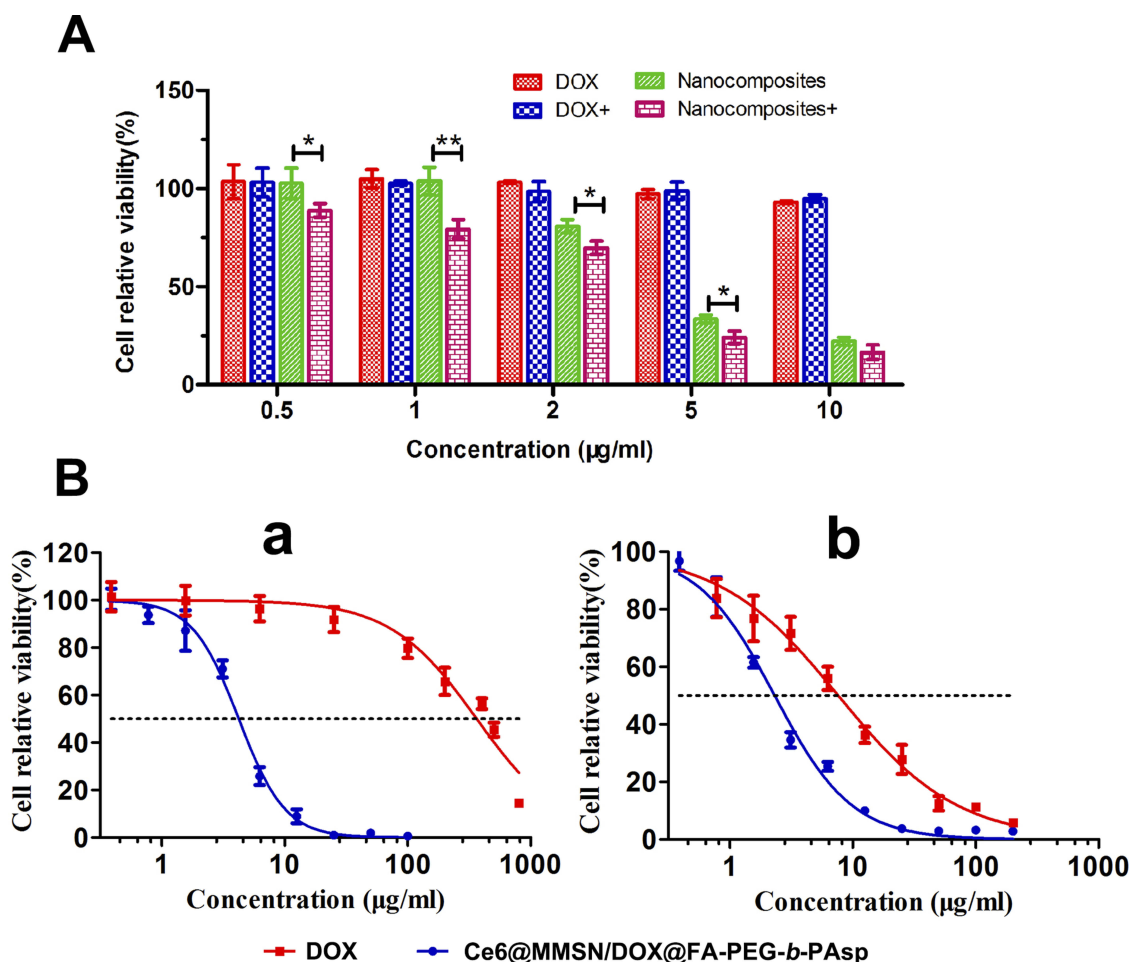 A
DOX
Nanocomposites
DOX+
Nanocomposites+
Cell relative viability(%)
150
100
50
0
*
**
*
*
0.5
1
2
5
10
Concentration (µg/ml)
B
a
Cell relative viability(%)
120
100
80
60
40
20
0
1
10
100
1000
Concentration (µg/ml)
b
Cell relative viability(%)
100
80
60
40
20
0
1
10
100
1000
Concentration (µg/ml)
DOX
Ce6@MMSN/DOX@FA-PEG-b-PAsp